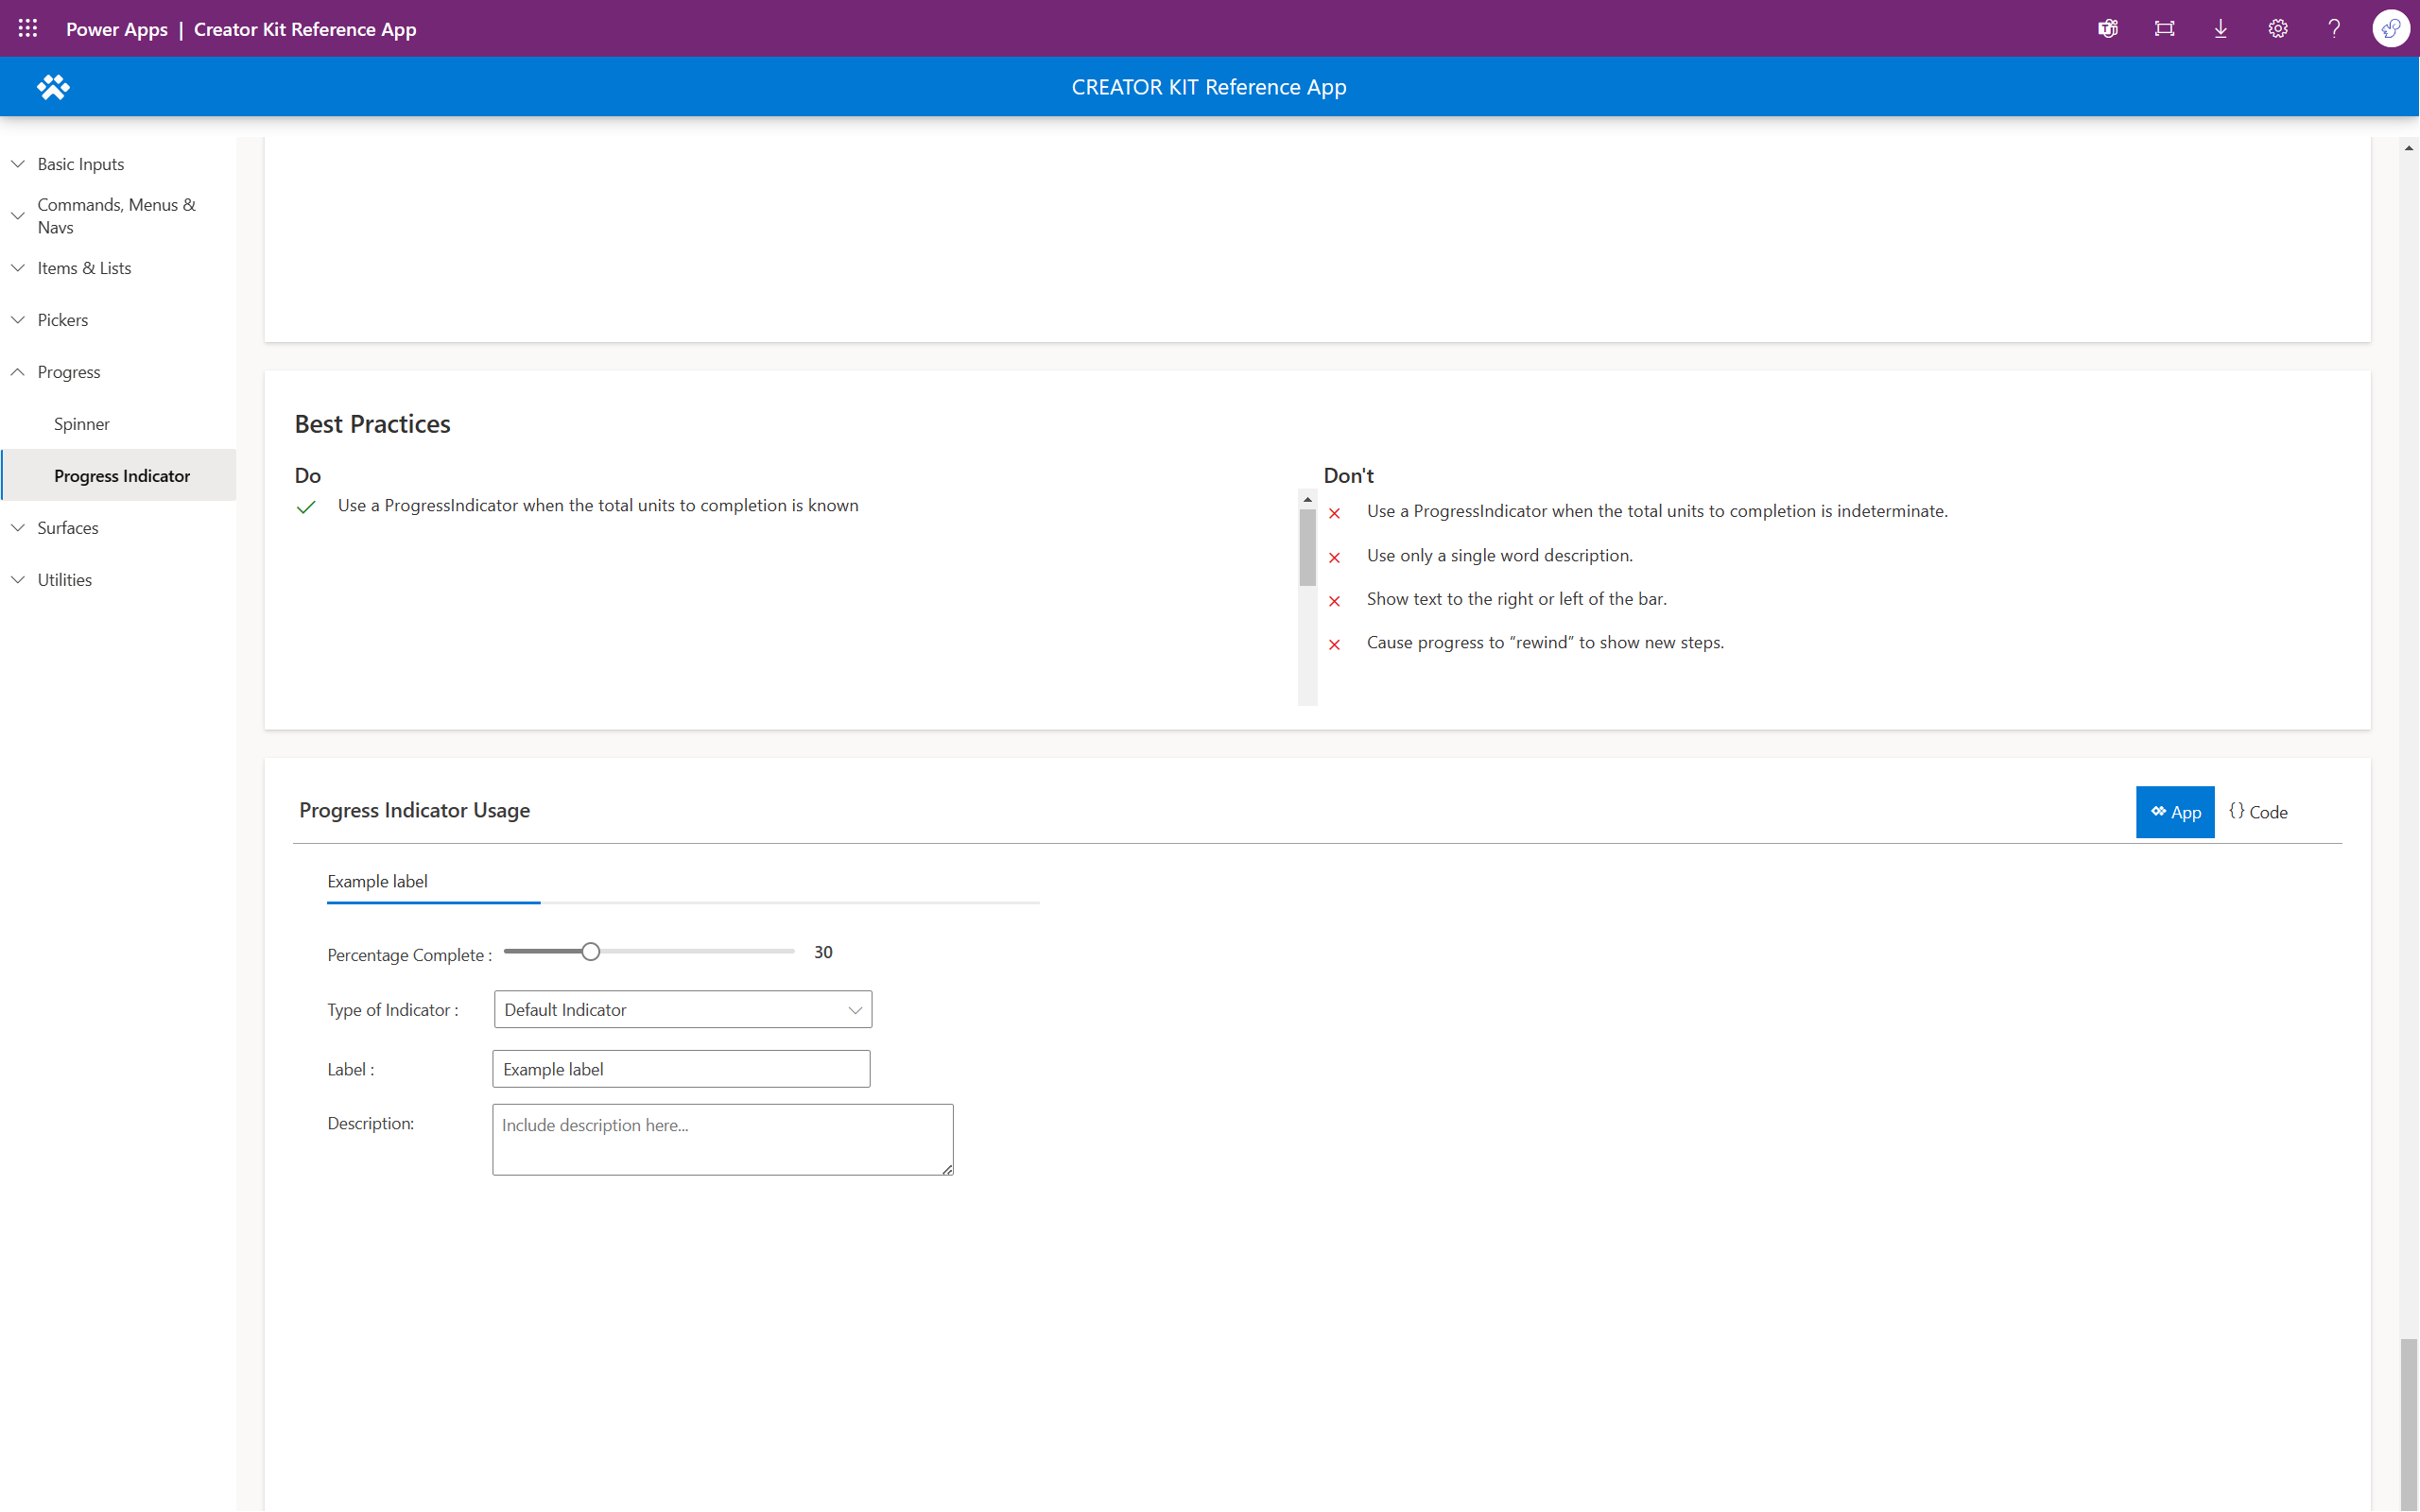 Power Apps | Creator Kit Reference App
CREATOR KIT Reference App
Basic Inputs
Commands, Menus &
Navs
Items & Lists
Pickers
Progress
Spinner
Progress Indicator
Surfaces
Utilities
Best Practices
Do
Use a ProgressIndicator when the total units to completion is known
Don't
Use a ProgressIndicator when the total units to completion is indeterminate.
Use only a single word description.
Show text to the right or left of the bar.
Cause progress to “rewind” to show new steps.
Progress Indicator Usage
App
{} Code
Example label
Percentage Complete : 30
Type of Indicator : Default Indicator
Label : Example label
Description: Include description here...